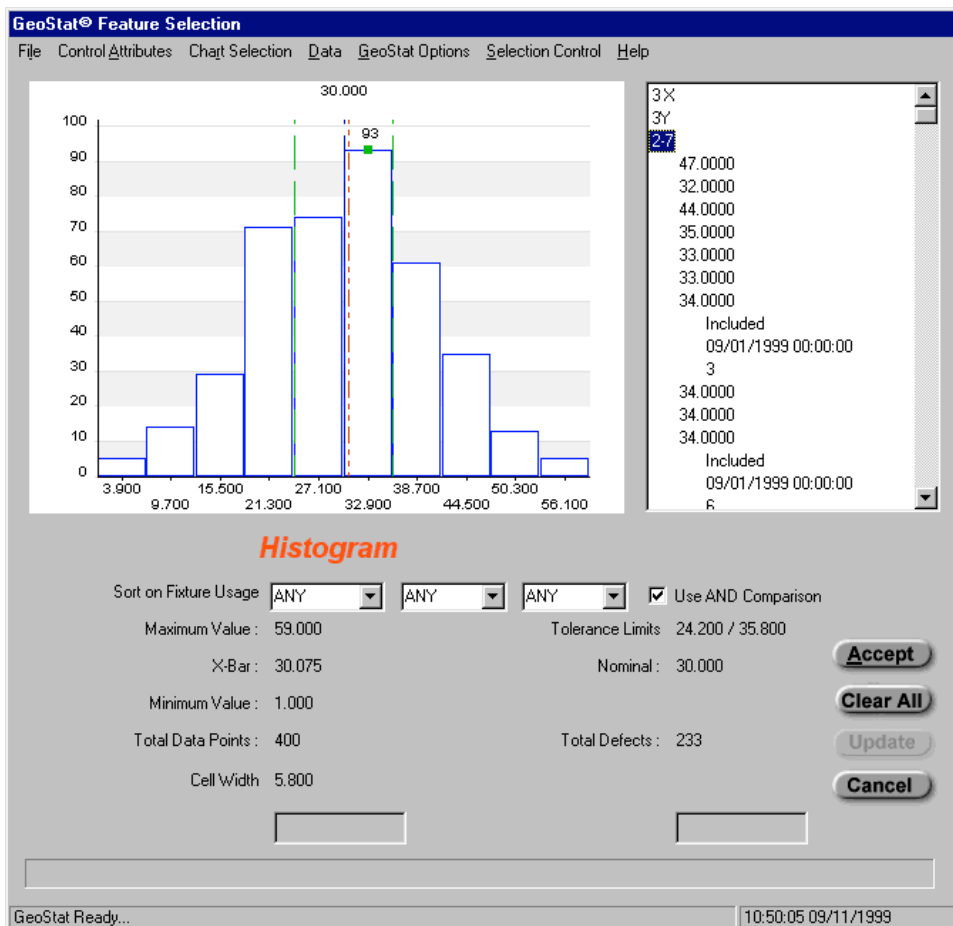 GeoStat® Feature Selection
File Control Attributes Chart Selection Data GeoStat Options Selection Control Help
30.000
93
100
90
80
70
60
50
40
30
20
10
0
3.900 15.500 27.100 38.700 50.300
9.700 21.300 32.900 44.500 56.100
3X
3Y
2-7
47.0000
32.0000
44.0000
35.0000
33.0000
33.0000
34.0000
Included
09/01/1999 00:00:00
3
34.0000
34.0000
34.0000
Included
09/01/1999 00:00:00
6
Histogram
Sort on Fixture Usage ANY ANY ANY Use AND Comparison
Maximum Value : 59.000 Tolerance Limits 24.200 / 35.800
X-Bar : 30.075 Nominal : 30.000
Minimum Value : 1.000
Total Data Points : 400 Total Defects : 233
Cell Width 5.800
Accept
Clear All
Update
Cancel
GeoStat Ready... 10:50:05 09/11/1999